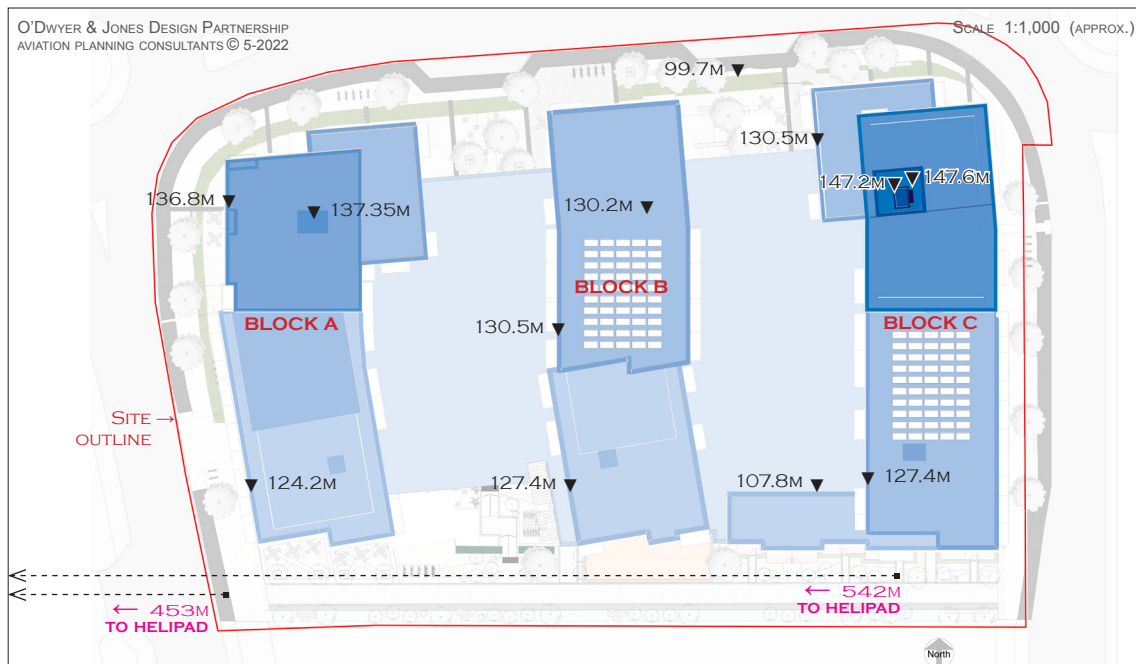 O'Dwyer & Jones Design Partnership
AVIATION PLANNING CONSULTANTS © 5-2022
Scale 1:1,000 (APPROX.)
99.7M
130.5M
147.2M
147.6M
136.8M
137.35M
130.2M
BLOCK B
BLOCK A
130.5M
BLOCK C
Site →
OUTLINE
124.2M
127.4M
107.8M
127.4M
← 453M
TO HELIPAD
← 542M
TO HELIPAD
North